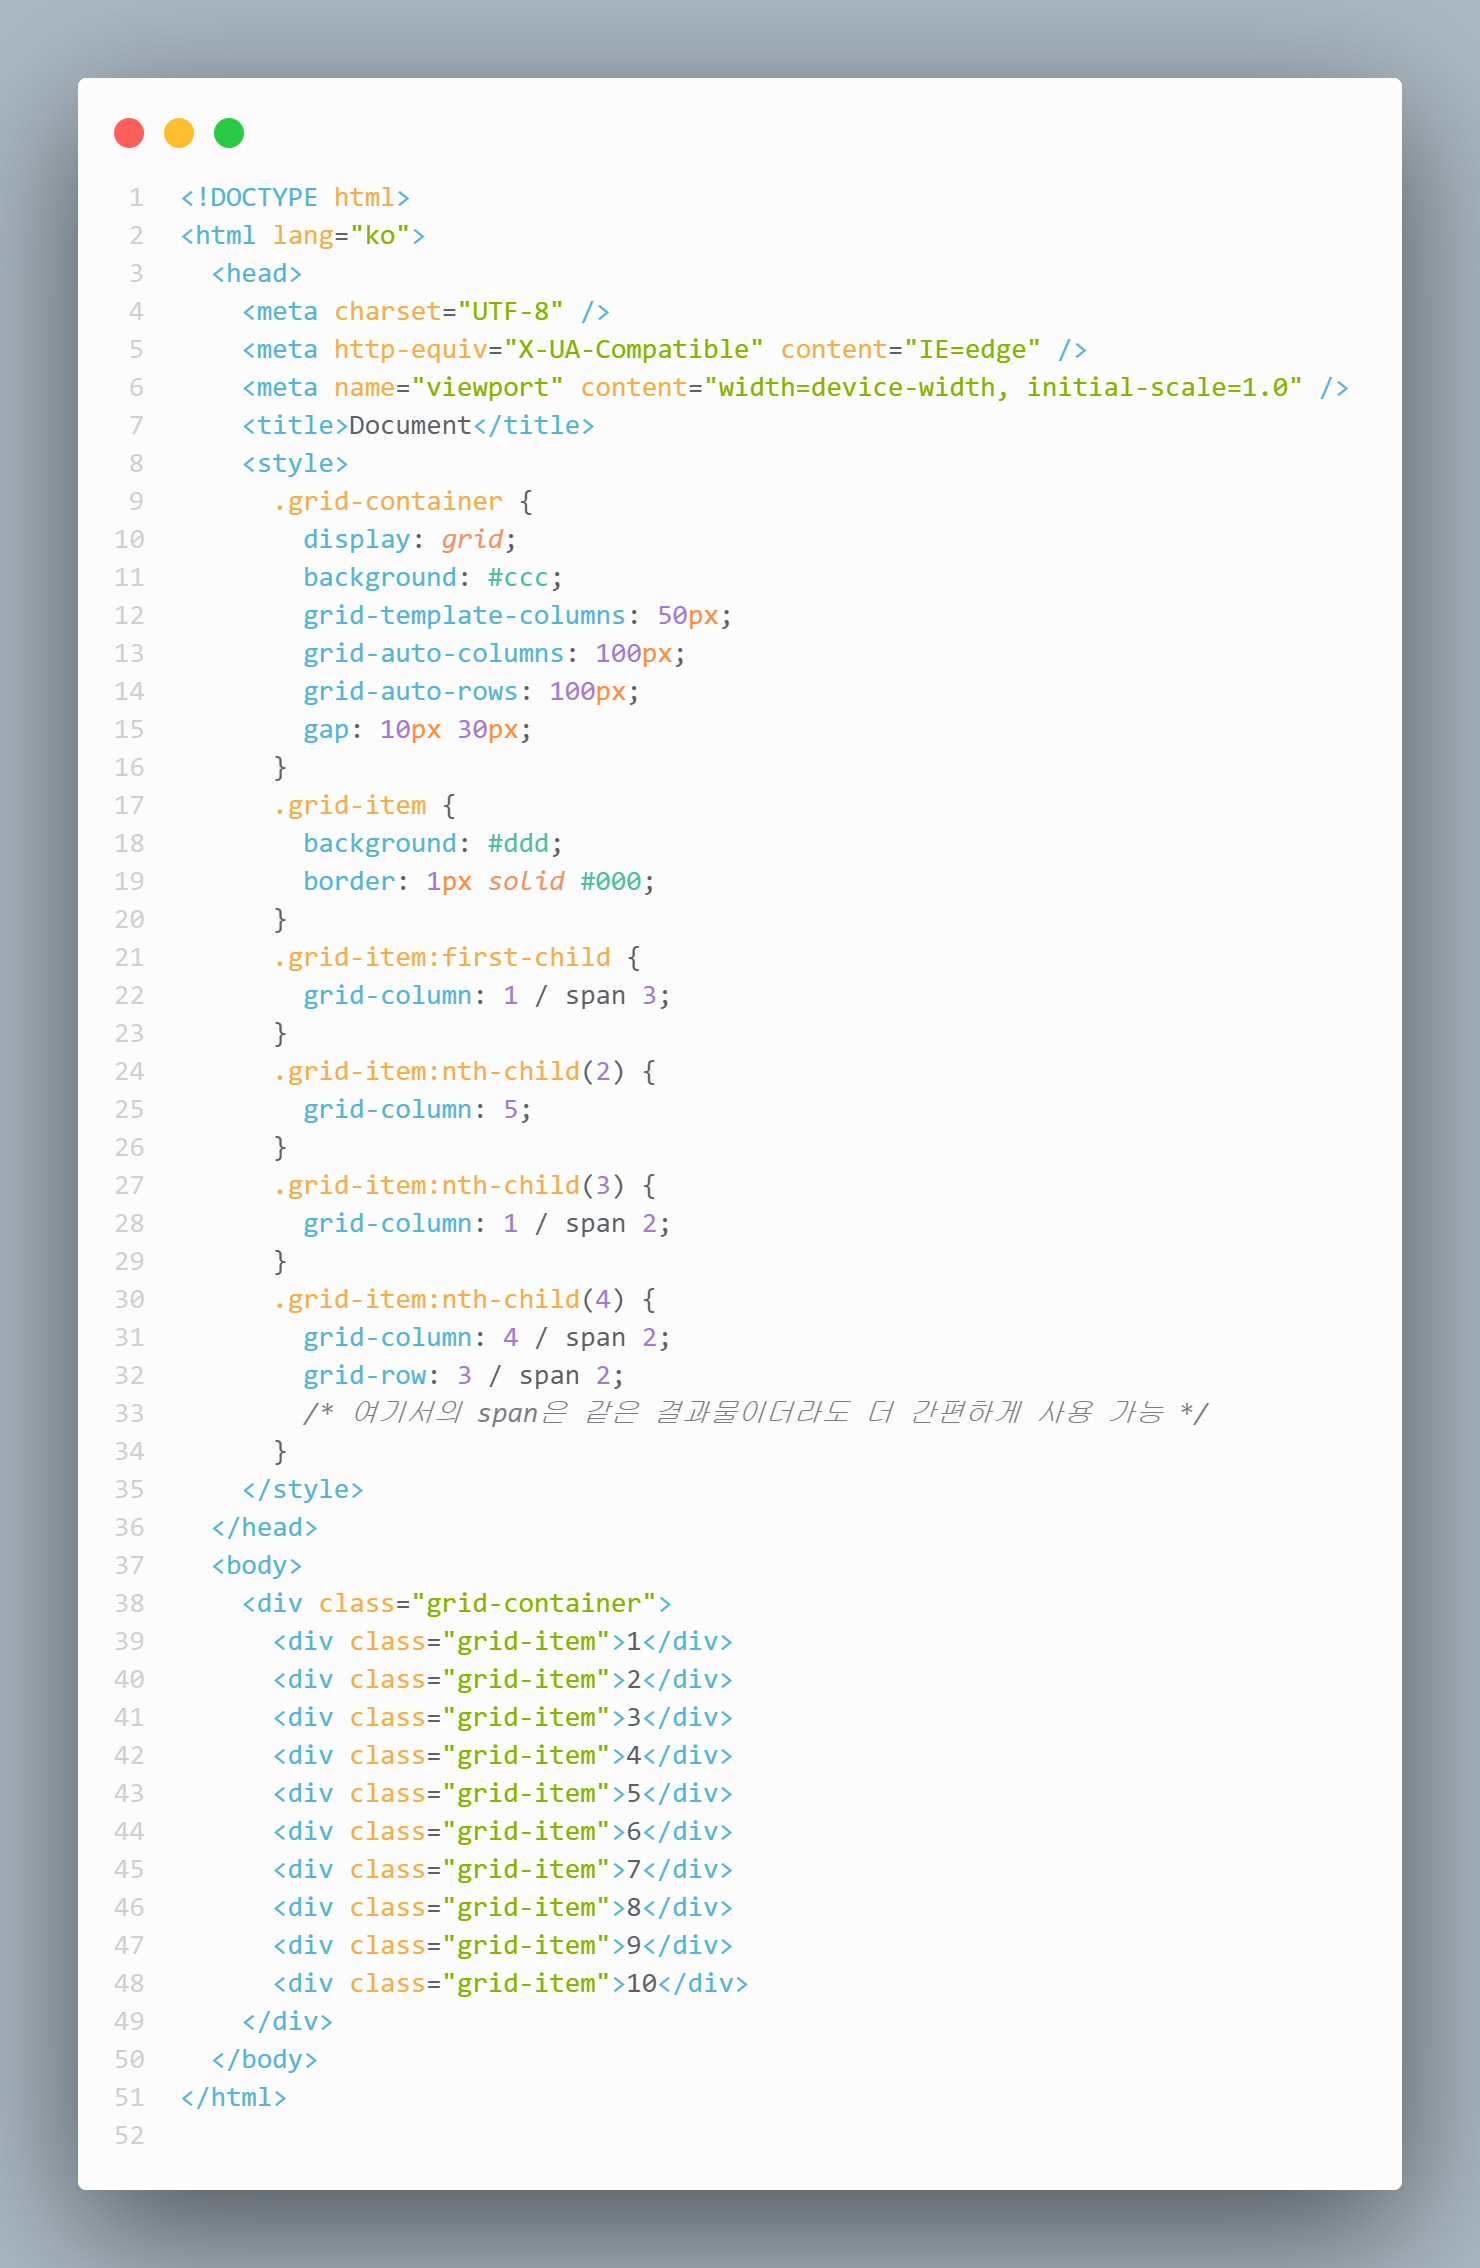 1 <!DOCTYPE html>
2 <html lang="ko">
3   <head>
4     <meta charset="UTF-8" />
5     <meta http-equiv="X-UA-Compatible" content="IE=edge" />
6     <meta name="viewport" content="width=device-width, initial-scale=1.0" />
7     <title>Document</title>
8     <style>
9       .grid-container {
10         display: grid;
11         background: #ccc;
12         grid-template-columns: 50px;
13         grid-auto-columns: 100px;
14         grid-auto-rows: 100px;
15         gap: 10px 30px;
16       }
17       .grid-item {
18         background: #ddd;
19         border: 1px solid #000;
20       }
21       .grid-item:first-child {
22         grid-column: 1 / span 3;
23       }
24       .grid-item:nth-child(2) {
25         grid-column: 5;
26       }
27       .grid-item:nth-child(3) {
28         grid-column: 1 / span 2;
29       }
30       .grid-item:nth-child(4) {
31         grid-column: 4 / span 2;
32         grid-row: 3 / span 2;
33         /* 여기서의 span은 같은 결과물이더라도 더 간편하게 사용 가능 */
34       }
35     </style>
36   </head>
37   <body>
38     <div class="grid-container">
39       <div class="grid-item">1</div>
40       <div class="grid-item">2</div>
41       <div class="grid-item">3</div>
42       <div class="grid-item">4</div>
43       <div class="grid-item">5</div>
44       <div class="grid-item">6</div>
45       <div class="grid-item">7</div>
46       <div class="grid-item">8</div>
47       <div class="grid-item">9</div>
48       <div class="grid-item">10</div>
49     </div>
50   </body>
51 </html>
52